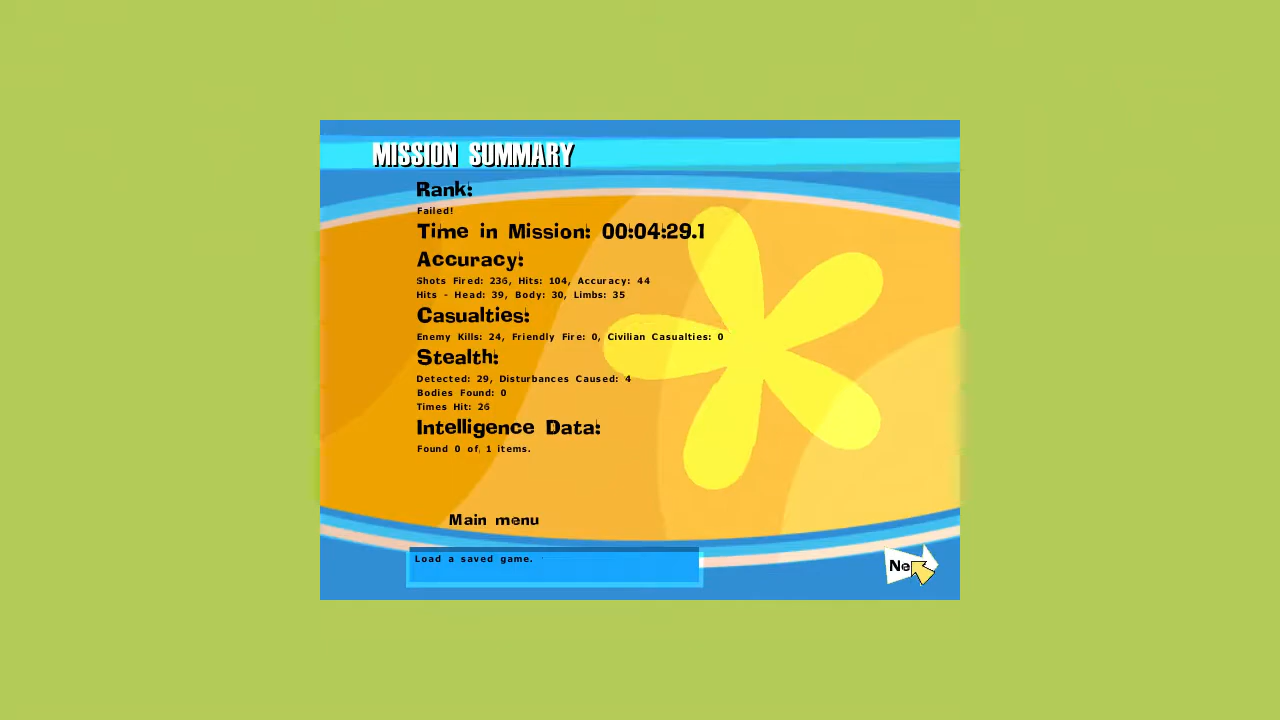 MISSION SUMMARY
Rank:
Failed!
Time in Mission: 00:04:29.1
Accuracy:
Shots Fired: 236, Hits: 104, Accuracy: 44
Hits - Head: 39, Body: 30, Limbs: 35
Casualties:
Enemy Kills: 24, Friendly Fire: 0, Civilian Casualties: 0
Stealth:
Detected: 29, Disturbances Caused: 4
Bodies Found: 0
Times Hit: 26
Intelligence Data:
Found 0 of 1 items.
Main menu
Load a saved game.